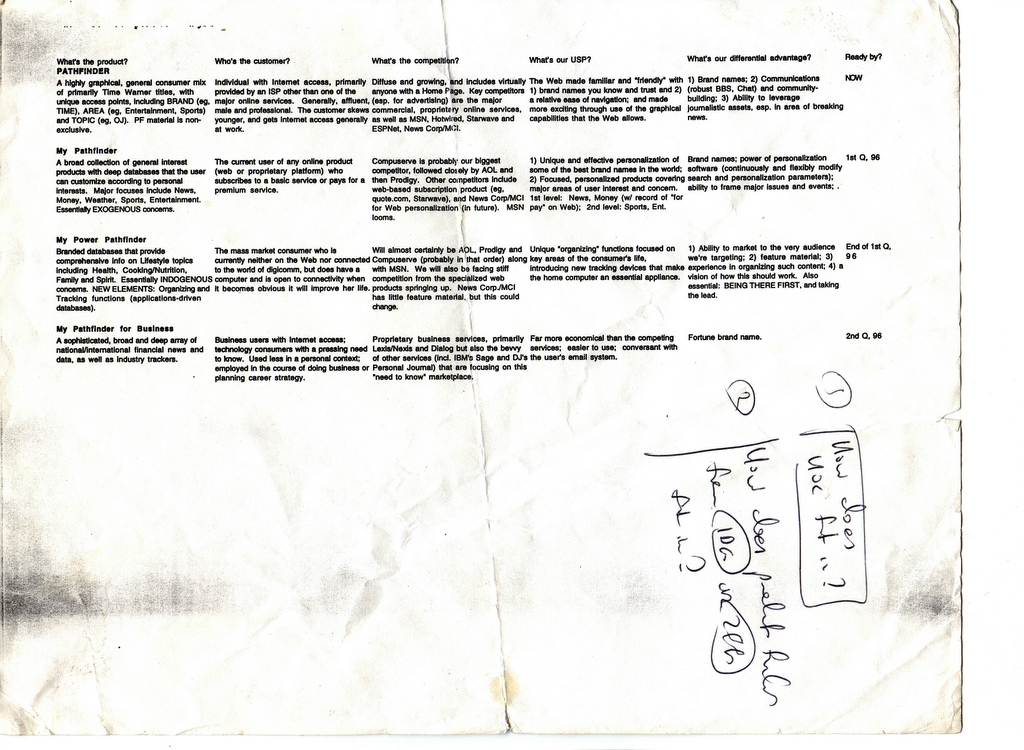 What's the product?
Who's the customer?
What's the competition?
What's our USP?
What's our differential advantage?
Ready by?
PATHFINDER
A highly graphical, general consumer mix
of primarily Time Warner titles, with
unique access points, including BRAND (eg,
TIME), AREA (eg, Entertainment, Sports)
and TOPIC (eg, OJ). PF material is non-
exclusive.
Individual with Internet access, primarily
provided by an ISP other than one of the
major online services. Generally, affluent,
male and professional. The customer skews
younger, and gets Internet access generally
at work.
Diffuse and growing, and includes virtually
anyone with a Home Page. Key competitors
(esp. for advertising) are the major
commercial, proprietery online services,
as well as MSN, Hotwired, Starwave and
ESPNet, News Corp/MCI.
The Web made familiar and "friendly" with
1) brand names you know and trust and 2)
a relative ease of navigation; and made
more exciting through use of the graphical
capabilities that the Web allows.
1) Brand names; 2) Communications
(robust BBS, Chat) and community-
building; 3) Ability to leverage
journalistic assets, esp. in area of breaking
news.
NOW
My Pathfinder
A broad collection of general interest
products with deep databases that the user
can customize according to personal
interests. Major focuses include News,
Money, Weather, Sports, Entertainment.
Essentially EXOGENOUS concerns.
The current user of any online product
(web or proprietary platform) who
subscribes to a basic service or pays for a
premium service.
Compuserve is probably our biggest
competitor, followed closely by AOL and
then Prodigy. Other competitors include
web-based subscription product (eg,
quote.com, Starwave), and News Corp/MCI
for Web personalization (in future). MSN
looms.
1) Unique and effective personalization of
some of the best brand names in the world;
2) Focused, personalized products covering
major areas of user interest and concern.
1st level: News, Money (w/ record of "for
pay" on Web); 2nd level: Sports, Ent.
Brand names; power of personalization
software (continuously and flexibly modify
search and personalization parameters);
ability to frame major issues and events; .
1st Q, 96
My Power Pathfinder
Branded databases that provide
comprehensive info on Lifestyle topics
including Health, Cooking/Nutrition,
Family and Spirit. Essentially INDOGENOUS
concerns. NEW ELEMENTS: Organizing and
Tracking functions (applications-driven
databases).
The mass market consumer who is
currently neither on the Web nor connected
to the world of digicomm, but does have a
computer and is open to connectivity when
it becomes obvious it will improve her life.
Will almost certainly be AOL, Prodigy and
Compuserve (probably in that order) along
with MSN. We will also be facing stiff
competition from the specialized web
products springing up. News Corp./MCI
has little feature material, but this could
change.
Unique "organizing" functions focused on
key areas of the consumer's life,
introducing new tracking devices that make
the home computer an essential appliance.
1) Ability to market to the very audience
we're targeting; 2) feature material; 3)
experience in organizing such content; 4) a
vision of how this should work. Also
essential: BEING THERE FIRST, and taking
the lead.
End of 1st Q,
96
My Pathfinder for Business
A sophisticated, broad and deep array of
national/international financial news and
data, as well as industry trackers.
Business users with Internet access;
technology consumers with a pressing need
to know. Used less in a personal context;
employed in the course of doing business or
planning career strategy.
Proprietary business services, primarily
Lexis/Nexis and Dialog but also the bevvy
of other services (incl. IBM's Sage and DJ's
Personal Journal) that are focusing on this
"need to know" marketplace.
Far more economical than the competing
services; easier to use; conversant with
the user's email system.
Fortune brand name.
2nd Q, 96
1
How does
fit in?
2
How does
from IDG
fit in?